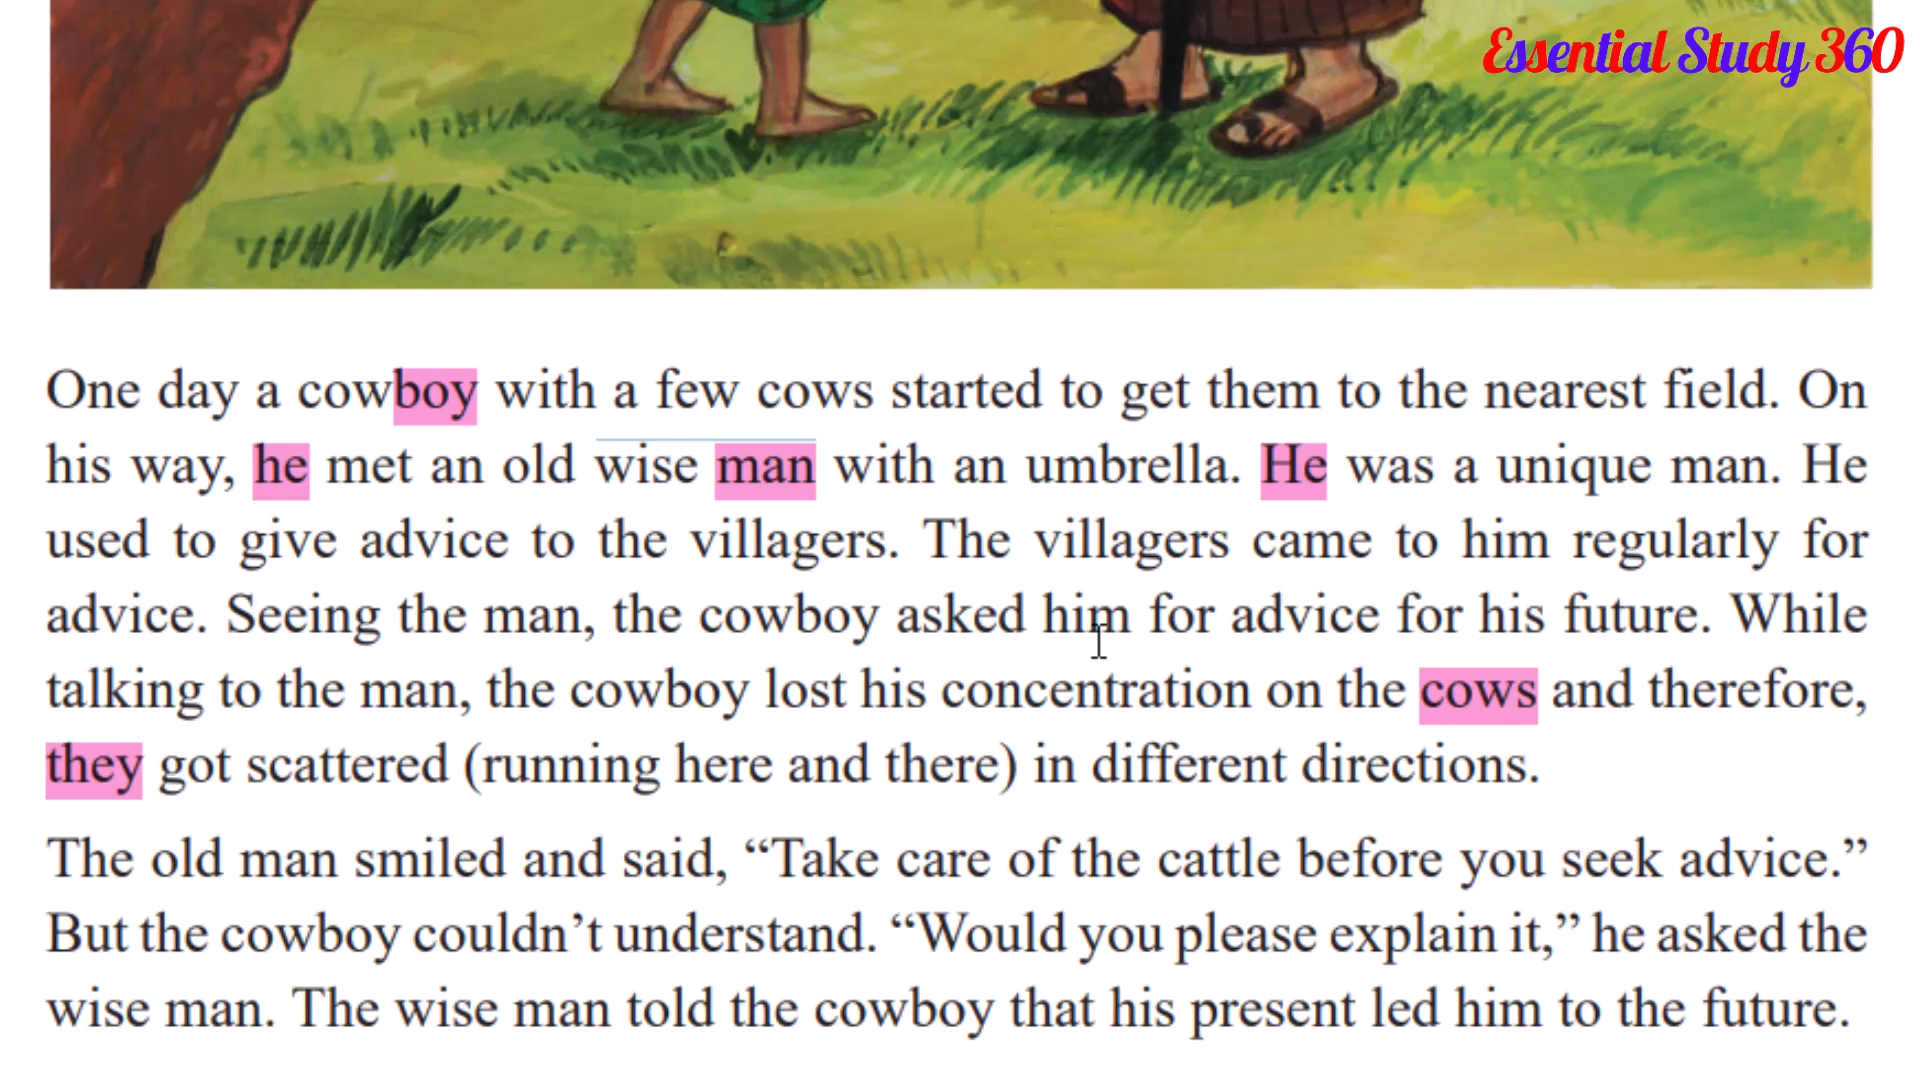 Essential Study 360
One day a cowboy with a few cows started to get them to the nearest field. On
his way, he met an old wise man with an umbrella. He was a unique man. He
used to give advice to the villagers. The villagers came to him regularly for
advice. Seeing the man, the cowboy asked him for advice for his future. While
talking to the man, the cowboy lost his concentration on the cows and therefore,
they got scattered (running here and there) in different directions.
The old man smiled and said, “Take care of the cattle before you seek advice.”
But the cowboy couldn’t understand. “Would you please explain it,” he asked the
wise man. The wise man told the cowboy that his present led him to the future.